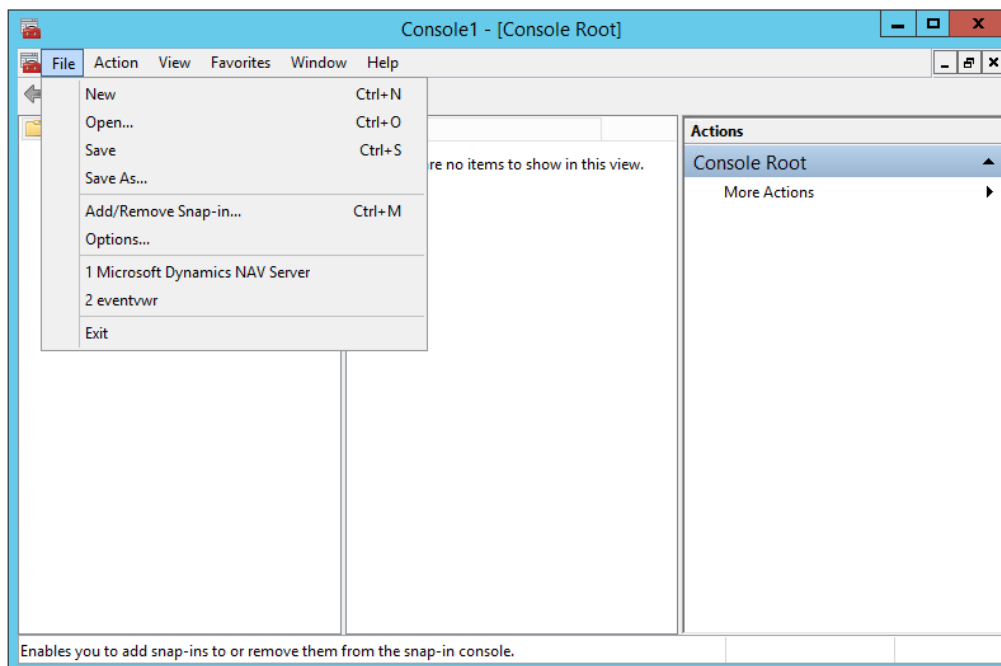 Console1 - [Console Root]
File Action View Favorites Window Help
New Ctrl+N
Open... Ctrl+O
Save Ctrl+S
Save As...
Add/Remove Snap-in... Ctrl+M
Options...
1 Microsoft Dynamics NAV Server
2 eventvwr
Exit
re no items to show in this view.
Actions
Console Root
More Actions
Enables you to add snap-ins to or remove them from the snap-in console.